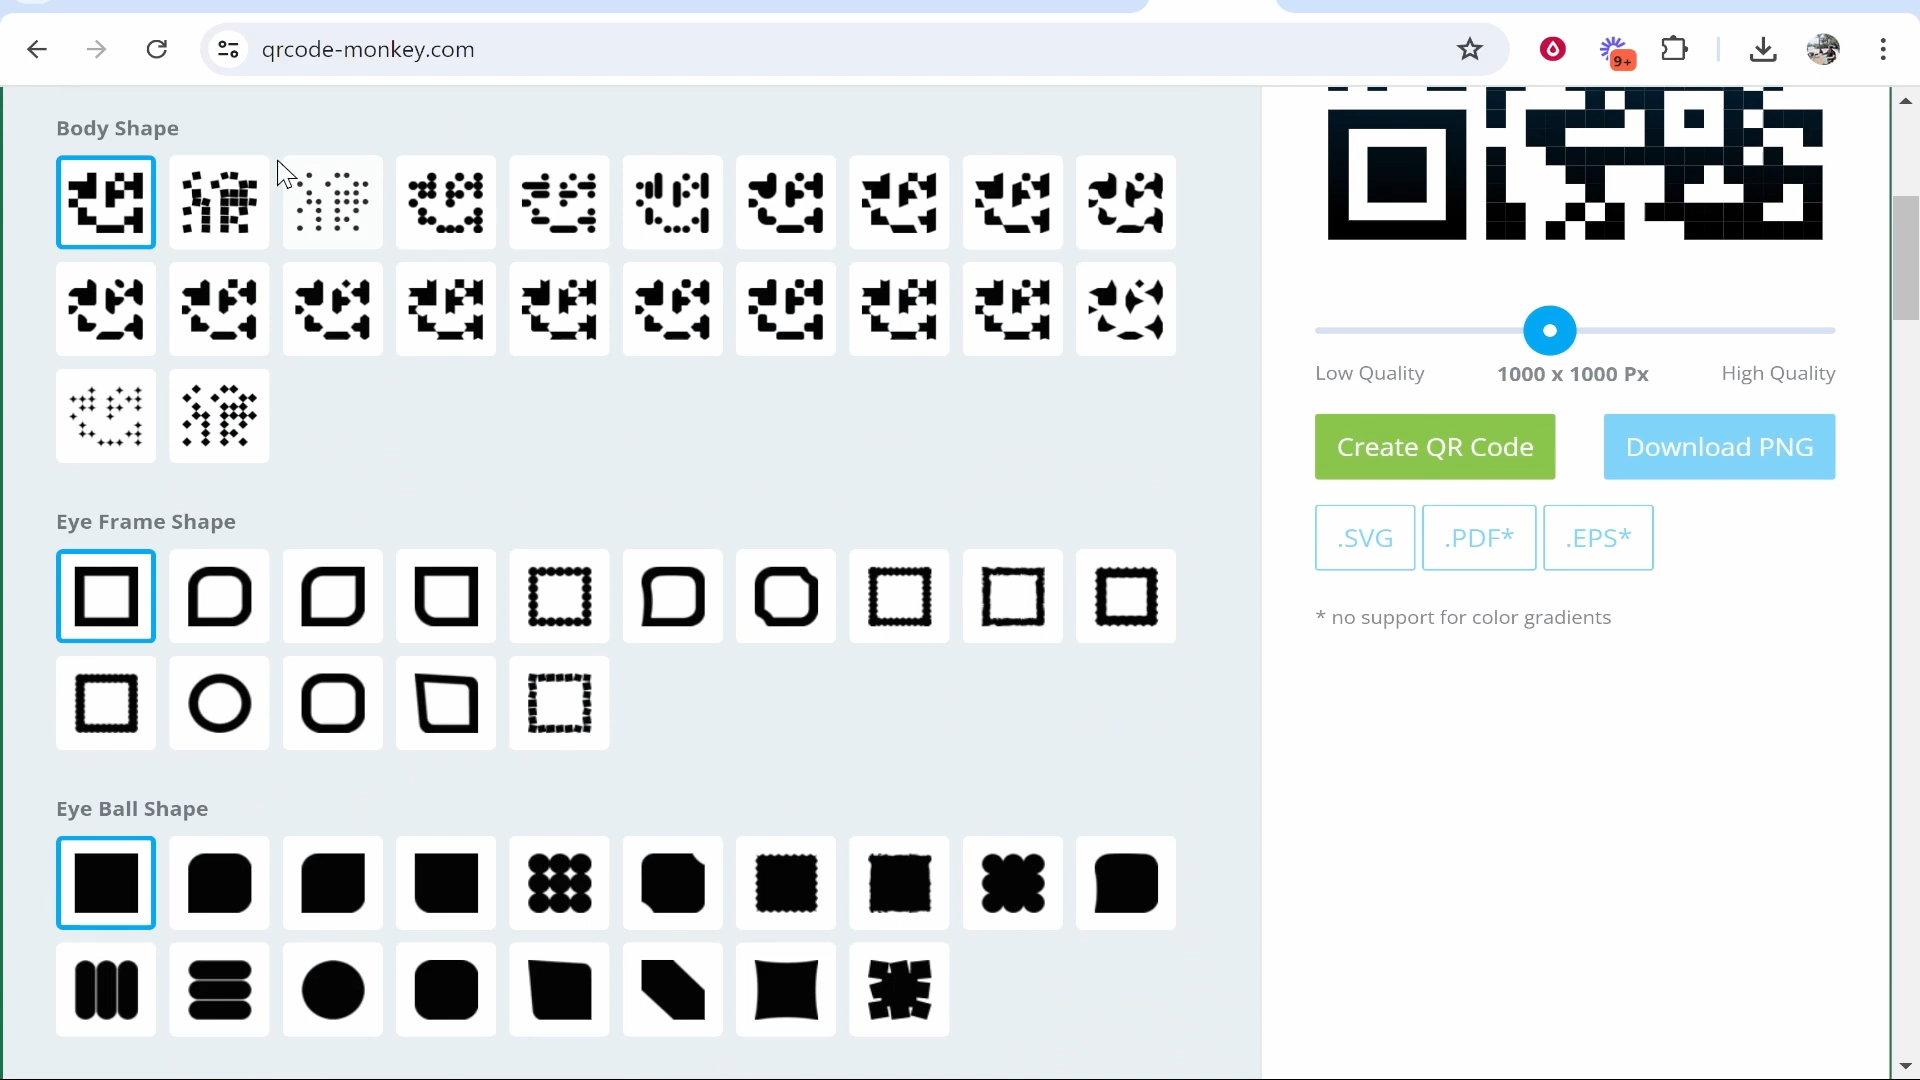 qrcode-monkey.com
9+
Body Shape
Eye Frame Shape
Eye Ball Shape
Low Quality
1000 x 1000 Px
High Quality
Create QR Code
Download PNG
.SVG
.PDF*
.EPS*
* no support for color gradients